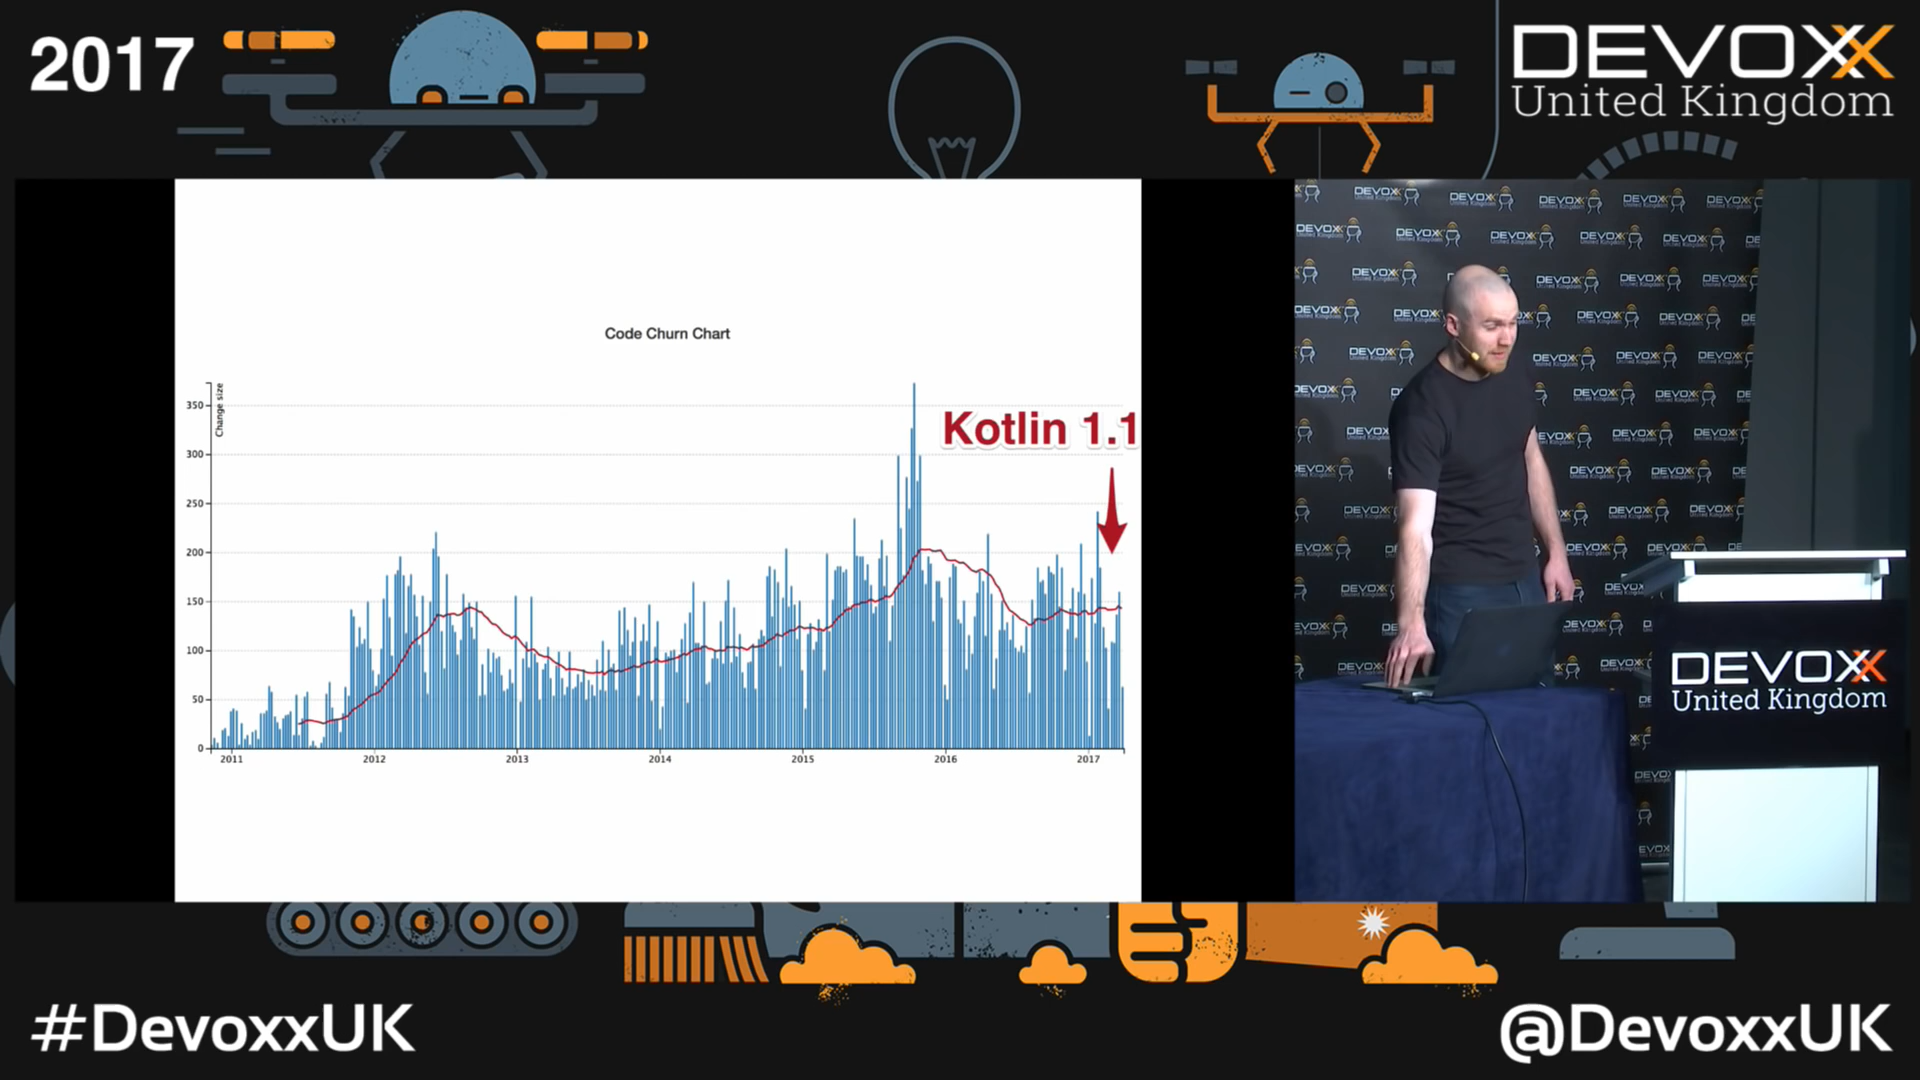 2017
DEVOXX
United Kingdom
Code Churn Chart
Change size
350
300
250
200
150
100
50
0
2011
2012
2013
2014
2015
2016
2017
Kotlin 1.1
DEVOXX
United Kingdom
#DevoxxUK
@DevoxxUK